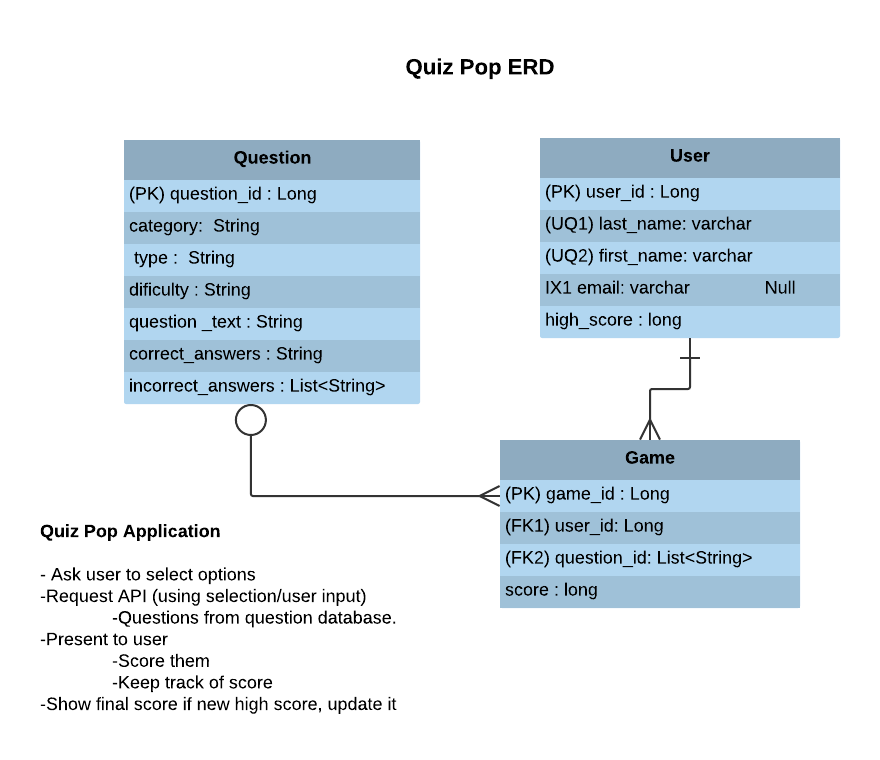 Quiz Pop ERD
Question
(PK) question_id : Long
category: String
type : String
dificulty : String
question _text : String
correct_answers : String
incorrect_answers : List<String>
User
(PK) user_id : Long
(UQ1) last_name: varchar
(UQ2) first_name: varchar
IX1 email: varchar Null
high_score : long
Game
(PK) game_id : Long
(FK1) user_id: Long
(FK2) question_id: List<String>
score : long
Quiz Pop Application
- Ask user to select options
-Request API (using selection/user input)
-Questions from question database.
-Present to user
-Score them
-Keep track of score
-Show final score if new high score, update it